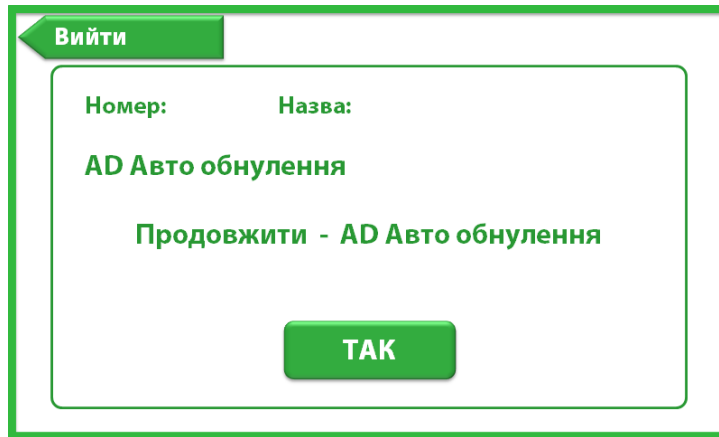 Вийти
Номер: Назва:
AD Авто обнулення
Продовжити - AD Авто обнулення
ТАК